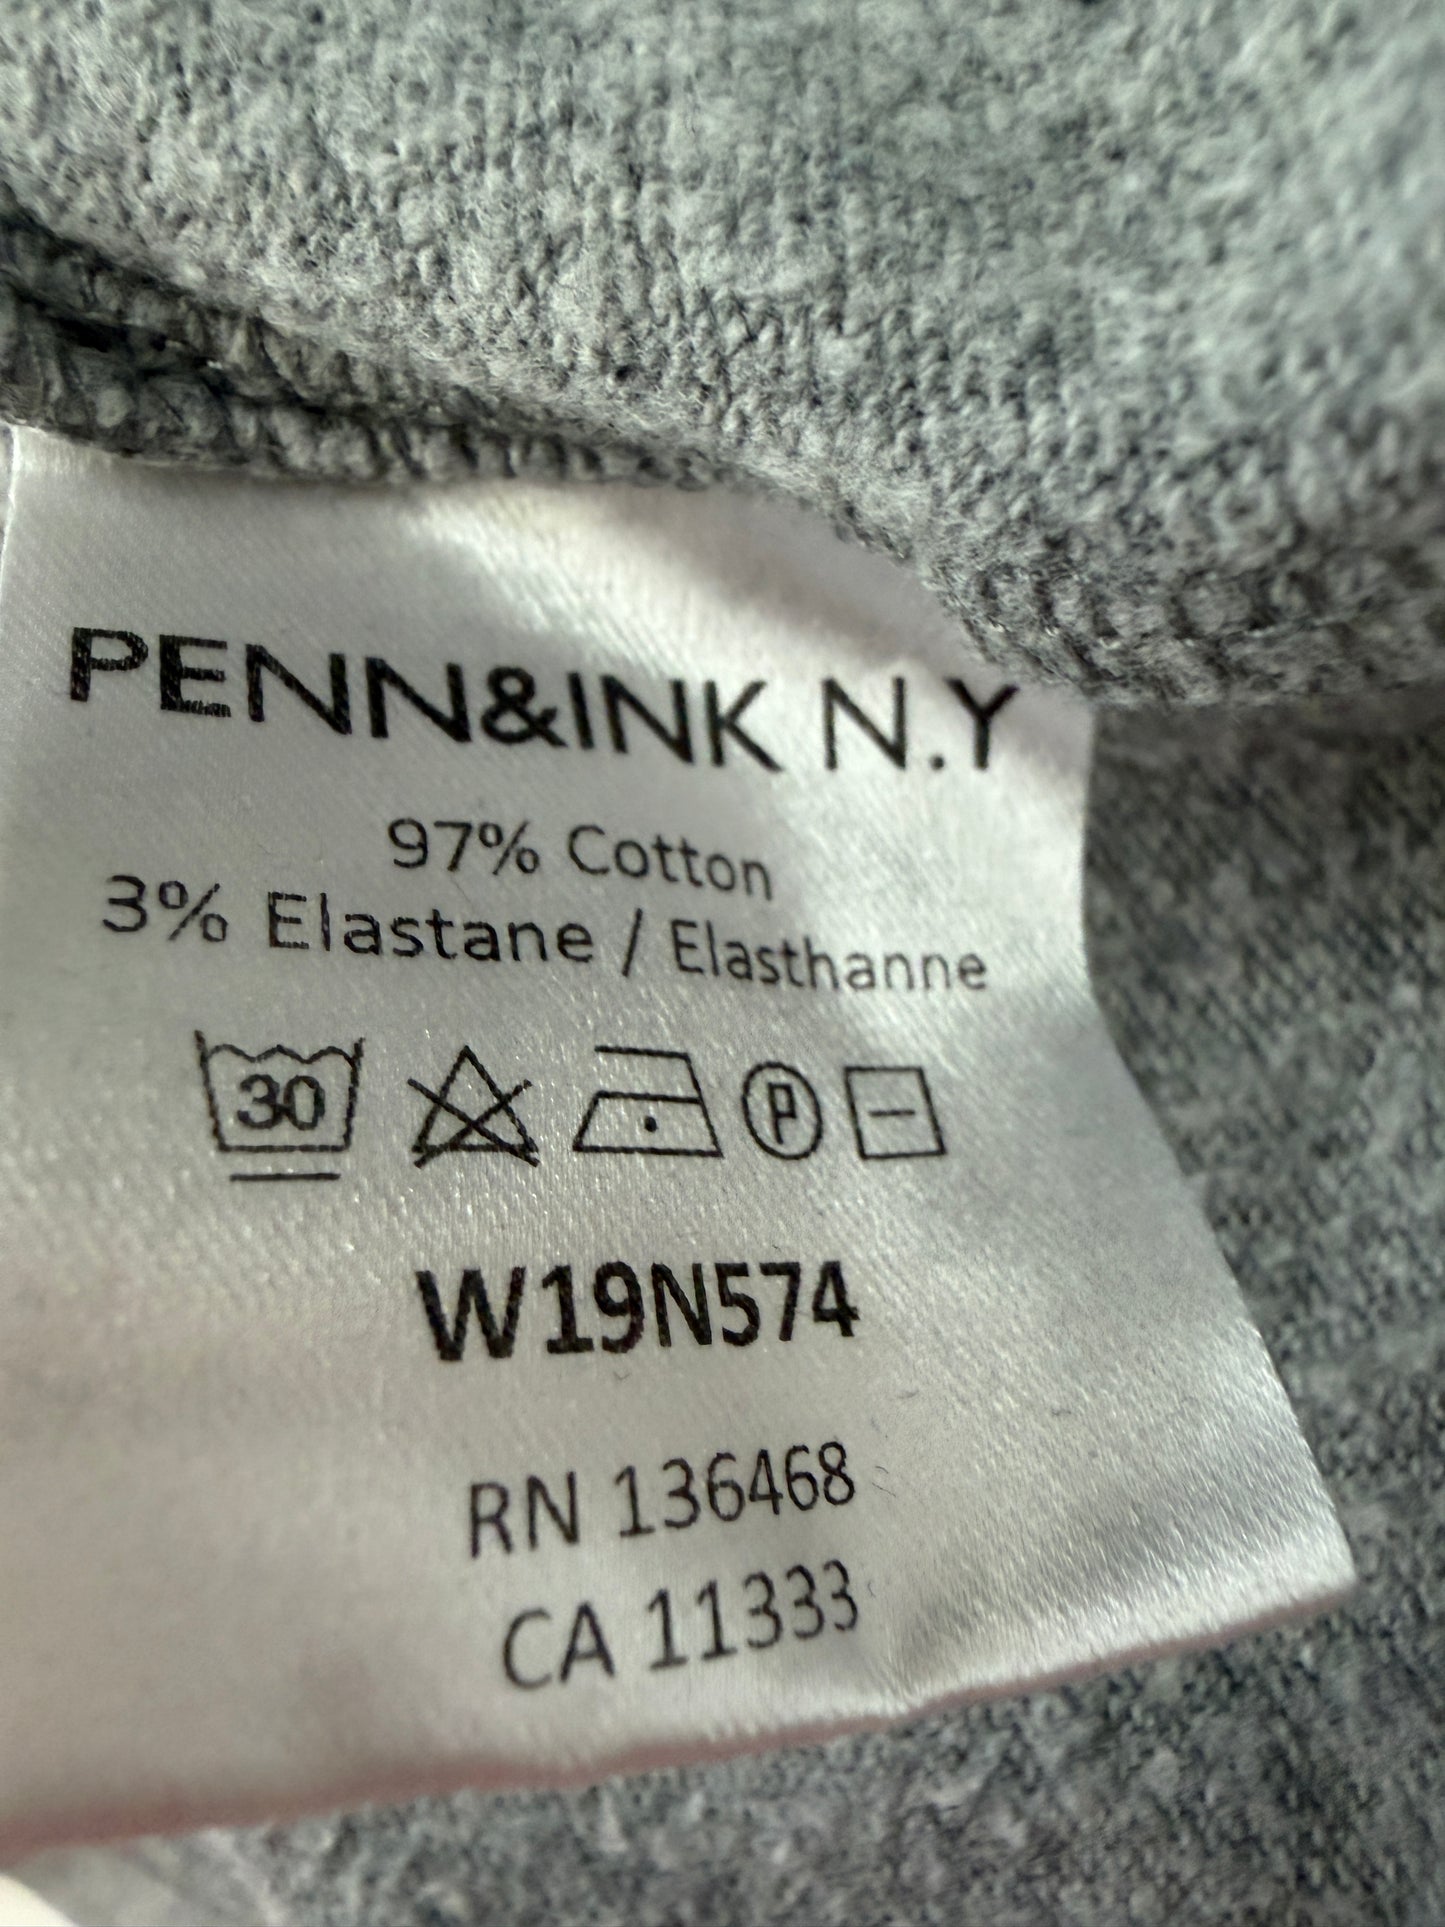 PENN&INK N.Y
97% Cotton
3% Elastane / Elasthanne
30 P
W19N574
RN 136468
CA 11333